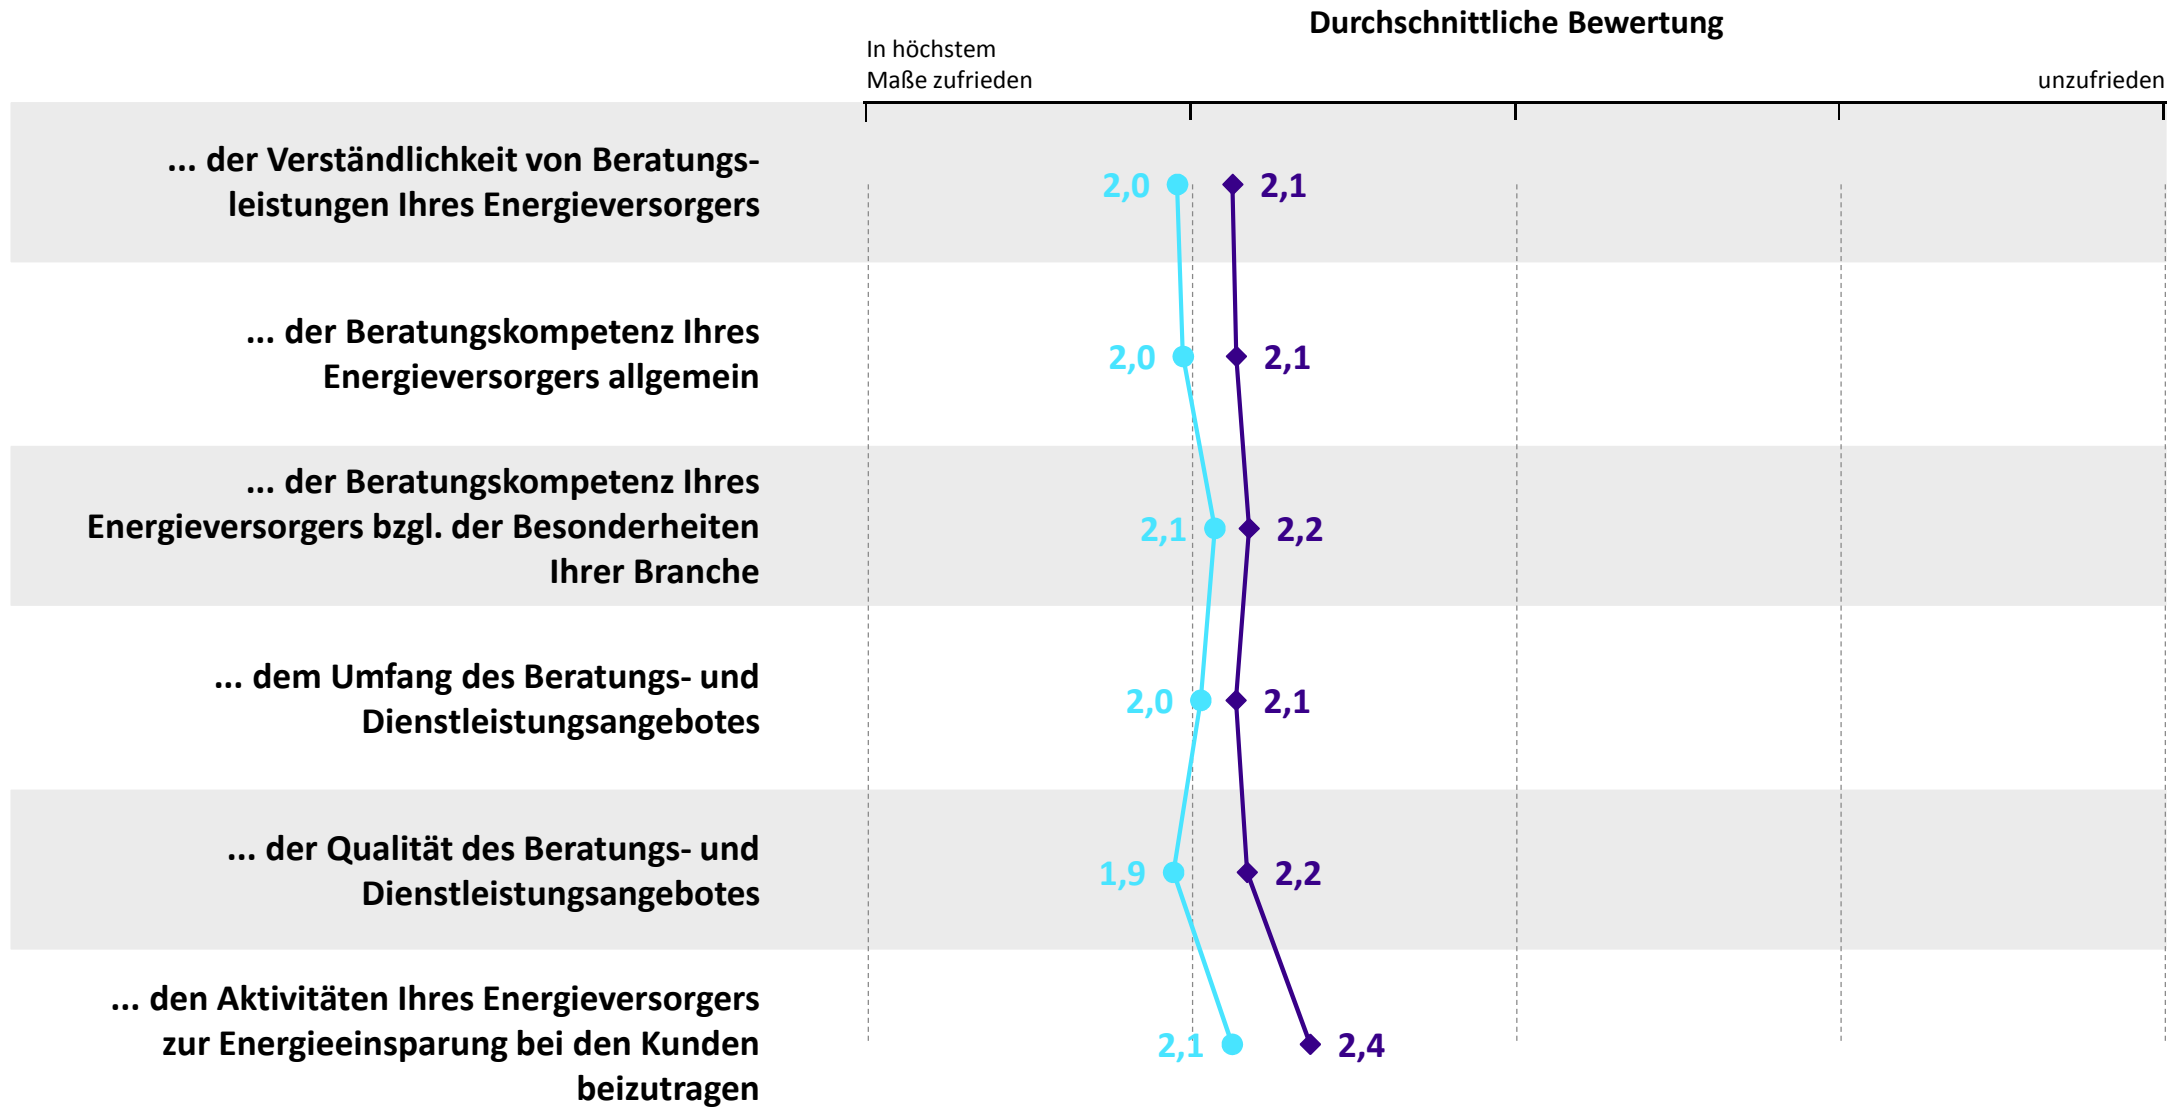 Durchschnittliche Bewertung
In höchstem
Maße zufrieden
unzufrieden
... der Verständlichkeit von Beratungs-
leistungen Ihres Energieversorgers
2,0
2,1
... der Beratungskompetenz Ihres
Energieversorgers allgemein
2,0
2,1
... der Beratungskompetenz Ihres
Energieversorgers bzgl. der Besonderheiten
Ihrer Branche
2,1
2,2
... dem Umfang des Beratungs- und
Dienstleistungsangebotes
2,0
2,1
... der Qualität des Beratungs- und
Dienstleistungsangebotes
1,9
2,2
... den Aktivitäten Ihres Energieversorgers
zur Energieeinsparung bei den Kunden
beizutragen
2,1
2,4